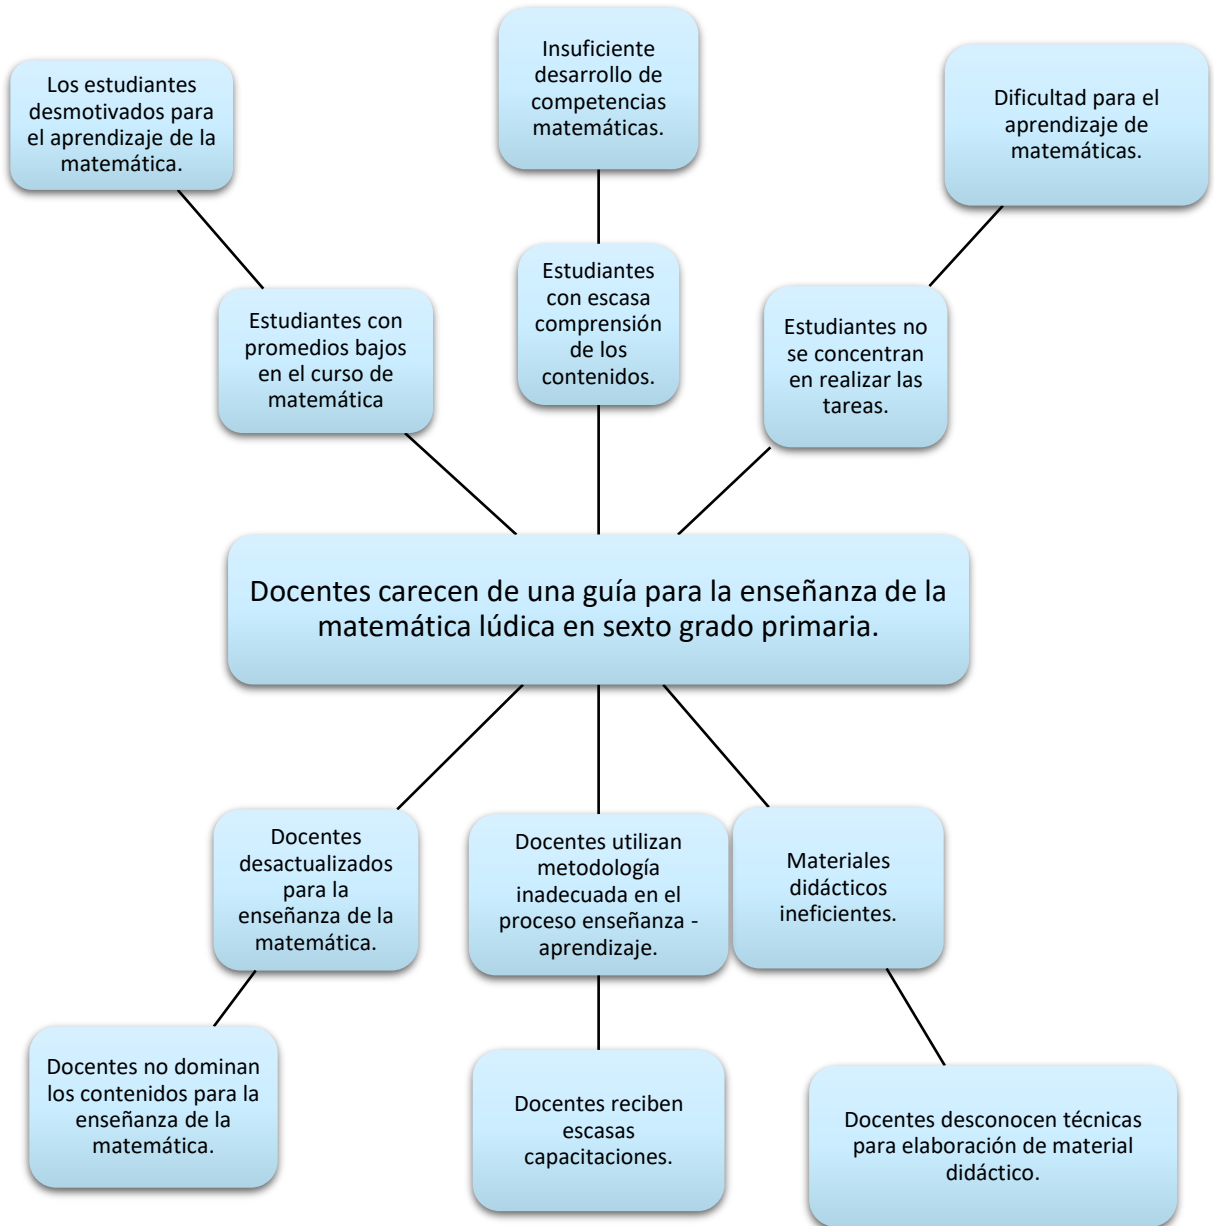 Insuficiente
desarrollo de
competencias
matemáticas.
Los estudiantes
desmotivados para
el aprendizaje de la
matemática.
Dificultad para el
aprendizaje de
matemáticas.
Estudiantes con
promedios bajos
en el curso de
matemática
Estudiantes
con escasa
comprensión
de los
contenidos.
Estudiantes no
se concentran
en realizar las
tareas.
Docentes carecen de una guía para la enseñanza de la
matemática lúdica en sexto grado primaria.
Docentes
desactualizados
para la
enseñanza de la
matemática.
Docentes utilizan
metodología
inadecuada en el
proceso enseñanza -
aprendizaje.
Materiales
didácticos
ineficientes.
Docentes no dominan
los contenidos para la
enseñanza de la
matemática.
Docentes reciben
escasas
capacitaciones.
Docentes desconocen técnicas
para elaboración de material
didáctico.